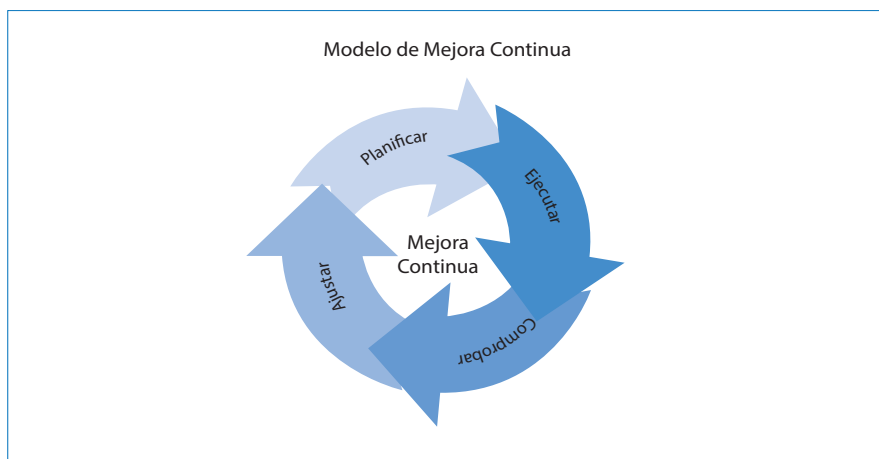 Modelo de Mejora Continua
Planificar
Ejecutar
Comprobar
Ajustar
Mejora
Continua